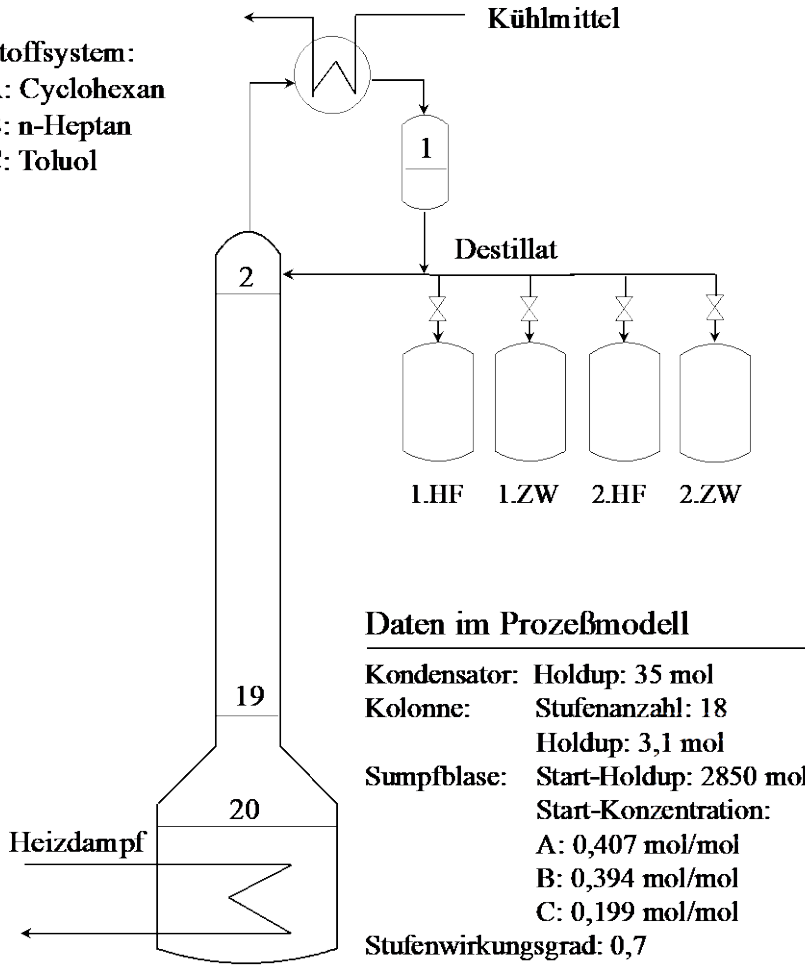 Kühlmittel
toffsystem:
: Cyclohexan
: n-Heptan
: Toluol
1
Destillat
2
1.HF 1.ZW 2.HF 2.ZW
Daten im Prozeßmodell
Kondensator: Holdup: 35 mol
Kolonne: Stufenanzahl: 18
Holdup: 3,1 mol
Sumpfblase: Start-Holdup: 2850 mol
Start-Konzentration:
A: 0,407 mol/mol
B: 0,394 mol/mol
C: 0,199 mol/mol
Stufenwirkungsgrad: 0,7
19
20
Heizdampf